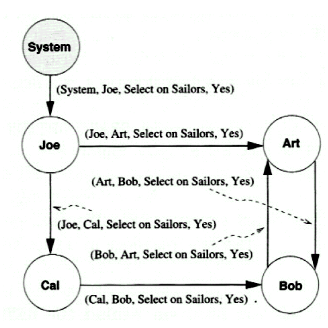 System
(System, Joe, Select on Sailors, Yes)
Joe
(Joe, Art, Select on Sailors, Yes)
Art
(Art, Bob, Select on Sailors, Yes)
(Joe, Cal, Select on Sailors, Yes)
(Bob, Art, Select on Sailors, Yes)
Cal
(Cal, Bob, Select on Sailors, Yes)
Bob